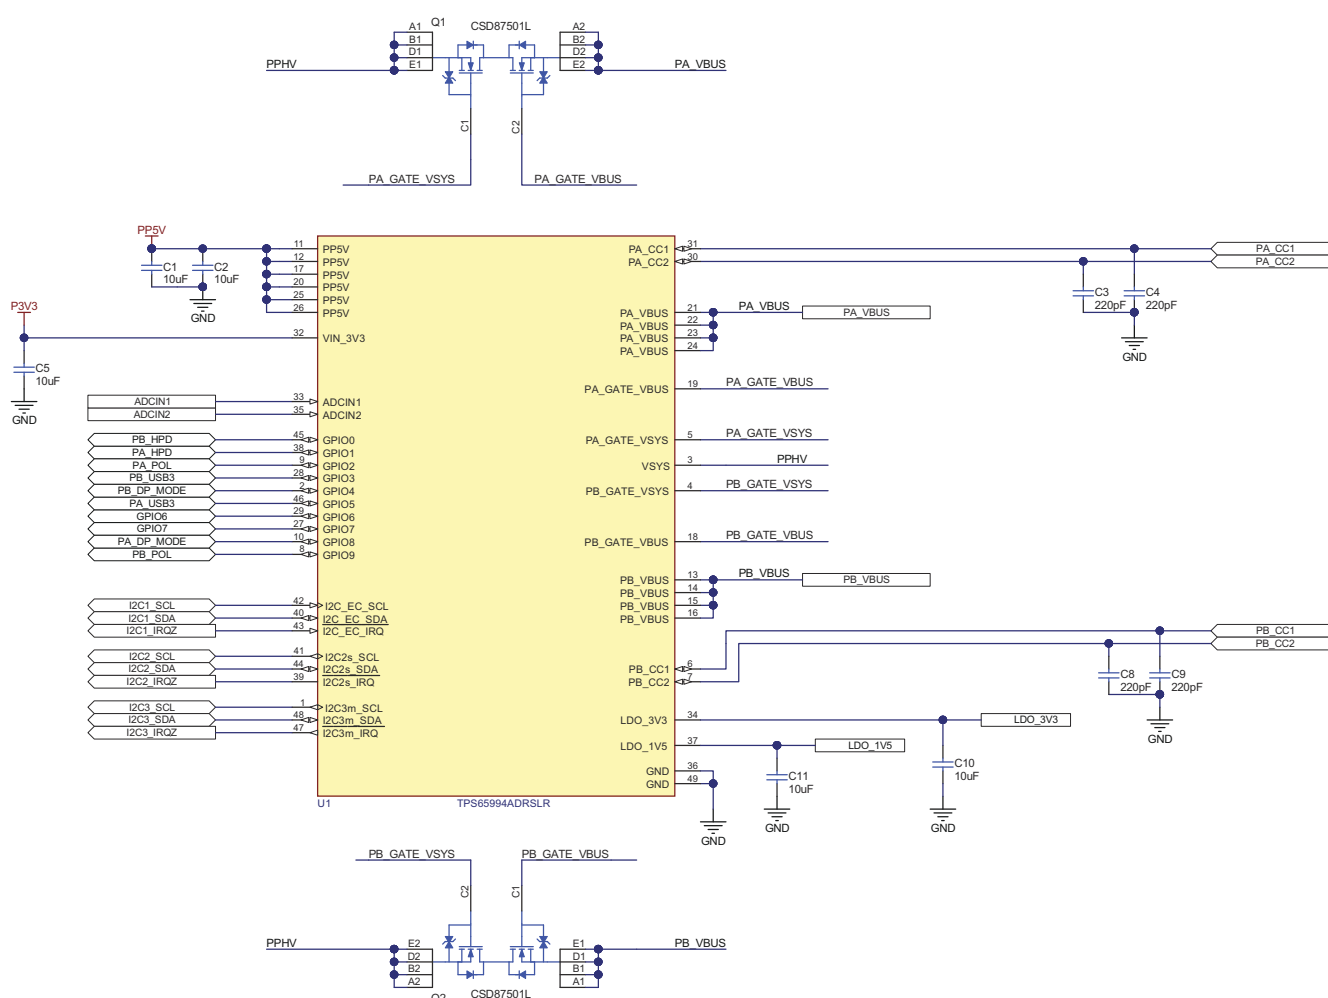 A1 Q1 CSD87501L A2
B1 B2
D1 D2
PPHV E1 E2 PA_VBUS
C1 C2
PA_GATE_VSYS PA_GATE_VBUS
PP5V
C1 10uF C2 10uF
GND
P3V3
C5 10uF
GND
11 PP5V
12 PP5V
17 PP5V
20 PP5V
25 PP5V
26 PP5V
32 VIN_3V3
ADCIN1 33 ADCIN1
ADCIN2 35 ADCIN2
PB_HPD 45 GPIO0
PA_HPD 38 GPIO1
PA_POL 9 GPIO2
PB_USB3 28 GPIO3
PB_DP_MODE 2 GPIO4
PA_USB3 46 GPIO5
GPIO6 29 GPIO6
GPIO7 27 GPIO7
PA_DP_MODE 10 GPIO8
PB_POL 8 GPIO9
I2C1_SCL 42 I2C_EC_SCL
I2C1_SDA 40 I2C_EC_SDA
I2C1_IRQZ 43 I2C_EC_IRQ
I2C2_SCL 41 I2C2s_SCL
I2C2_SDA 44 I2C2s_SDA
I2C2_IRQZ 39 I2C2s_IRQ
I2C3_SCL 1 I2C3m_SCL
I2C3_SDA 48 I2C3m_SDA
I2C3_IRQZ 47 I2C3m_IRQ
PA_CC1 31 PA_CC1
PA_CC2 30 PA_CC2
C3 220pF C4 220pF
GND
PA_VBUS 21 PA_VBUS PA_VBUS
PA_VBUS 22
PA_VBUS 23
PA_VBUS 24
PA_GATE_VBUS 19 PA_GATE_VBUS
PA_GATE_VSYS 5 PA_GATE_VSYS
VSYS 3 PPHV
PB_GATE_VSYS 4 PB_GATE_VSYS
PB_GATE_VBUS 18 PB_GATE_VBUS
PB_VBUS 13 PB_VBUS PB_VBUS
PB_VBUS 14
PB_VBUS 15
PB_VBUS 16
PB_CC1
PB_CC2
PB_CC1 6
PB_CC2 7
C8 220pF C9 220pF
GND
LDO_3V3 34 LDO_3V3
LDO_1V5 37 LDO_1V5
GND 36
GND 49
C11 10uF
C10 10uF
GND GND GND
U1 TPS65994ADRSLR
PB_GATE_VSYS PB_GATE_VBUS
C2 C1
PPHV E2 E1 PB_VBUS
D2 D1
B2 B1
A2 A1
Q2 CSD87501L